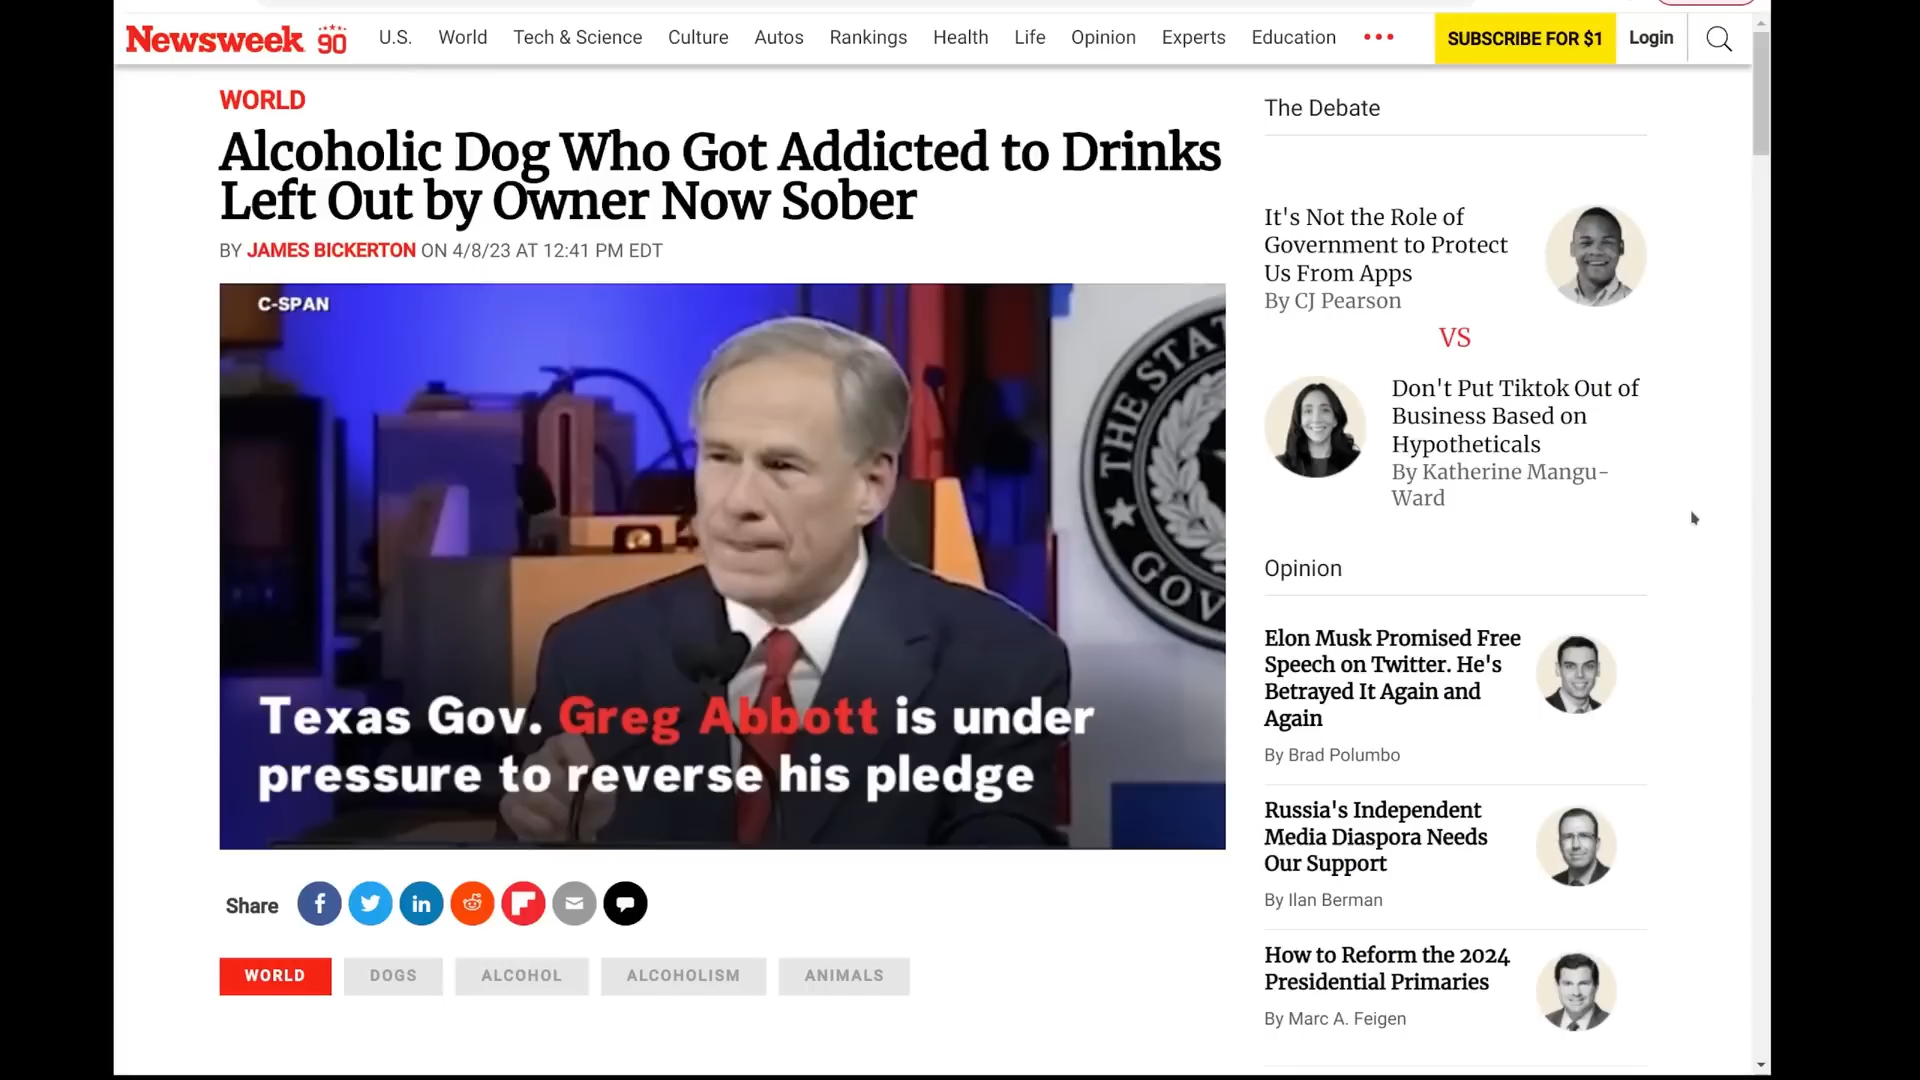 Newsweek 90 U.S. World Tech & Science Culture Autos Rankings Health Life Opinion Experts Education SUBSCRIBE FOR $1 Login
WORLD
Alcoholic Dog Who Got Addicted to Drinks
Left Out by Owner Now Sober
BY JAMES BICKERTON ON 4/8/23 AT 12:41 PM EDT
C-SPAN
THE STAT
GOV
Texas Gov. Greg Abbott is under
pressure to reverse his pledge
Share
WORLD DOGS ALCOHOL ALCOHOLISM ANIMALS
The Debate
It's Not the Role of
Government to Protect
Us From Apps
By CJ Pearson
VS
Don't Put Tiktok Out of
Business Based on
Hypotheticals
By Katherine Mangu-
Ward
Opinion
Elon Musk Promised Free
Speech on Twitter. He's
Betrayed It Again and
Again
By Brad Polumbo
Russia's Independent
Media Diaspora Needs
Our Support
By Ilan Berman
How to Reform the 2024
Presidential Primaries
By Marc A. Feigen